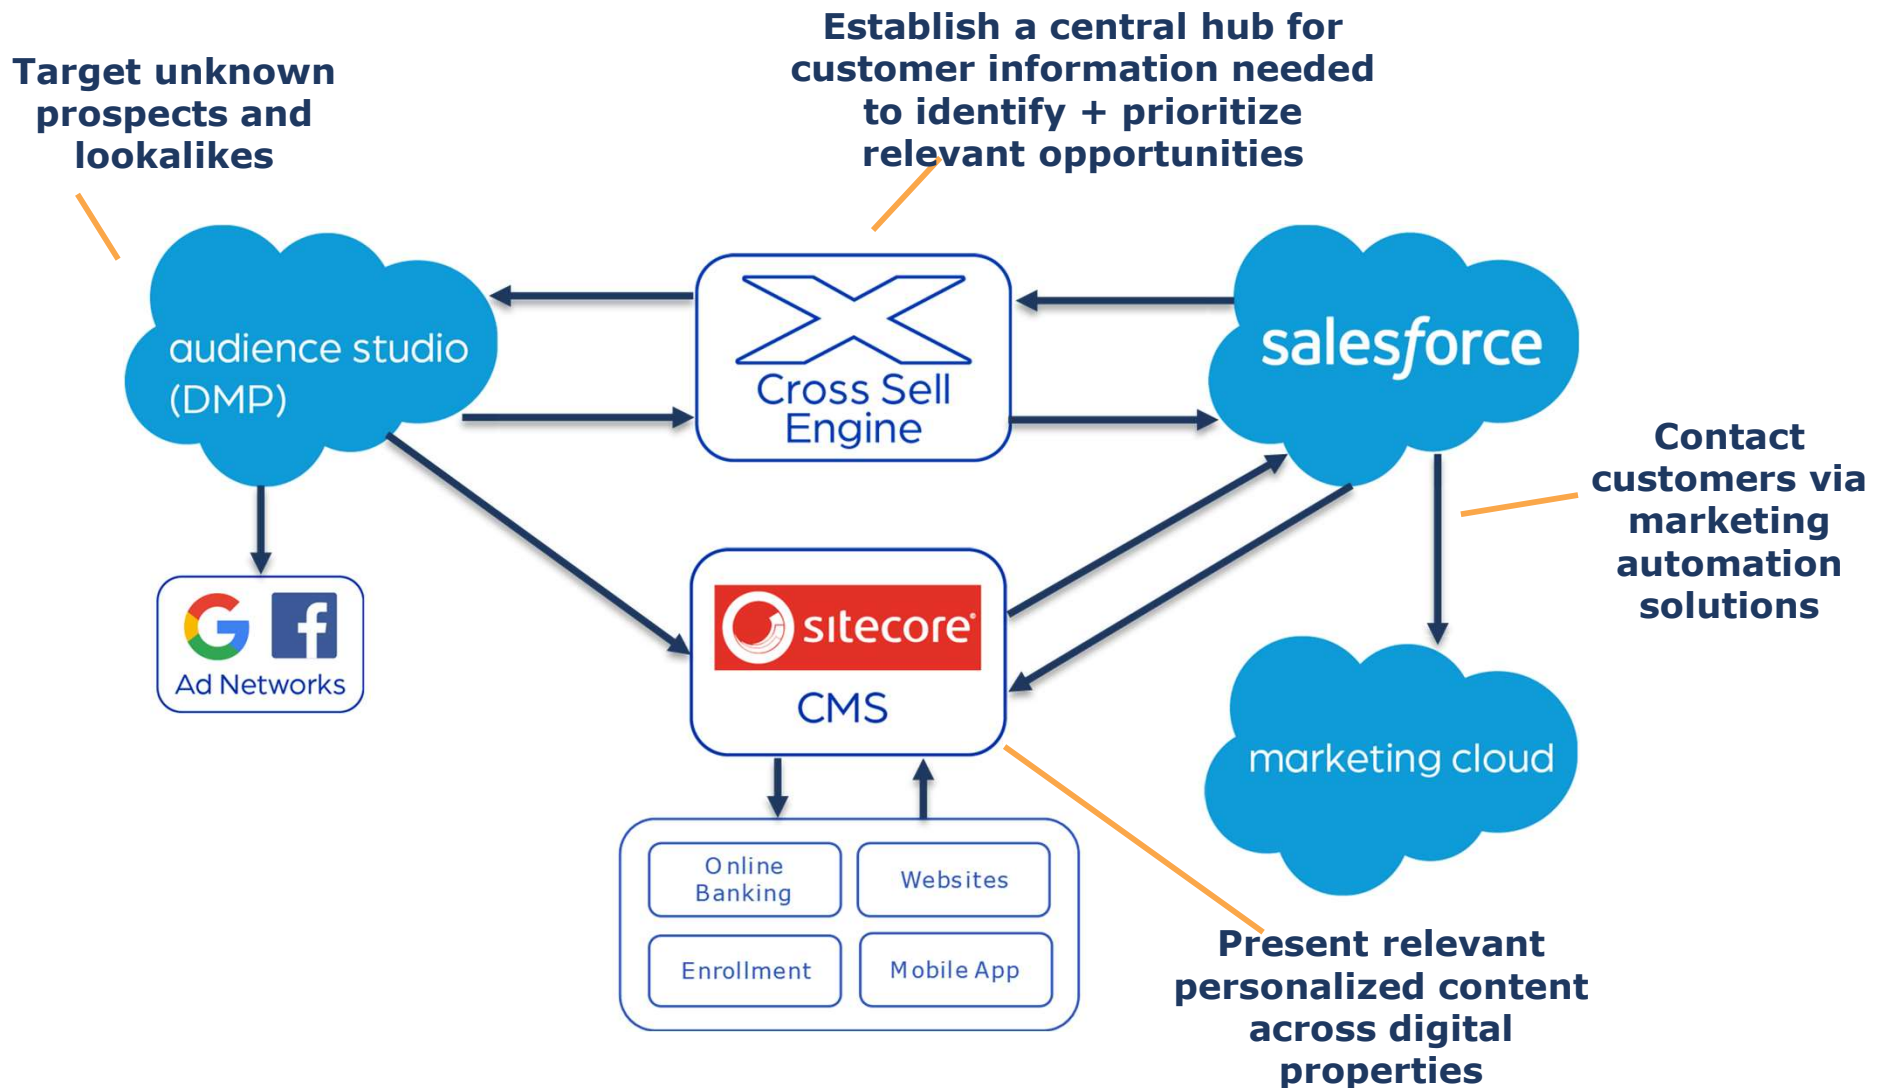 Establish a central hub for
customer information needed
to identify + prioritize
relevant opportunities
Target unknown
prospects and
lookalikes
audience studio
(DMP)
Cross Sell
Engine
salesforce
Contact
customers via
marketing
automation
solutions
Ad Networks
sitecore
CMS
marketing cloud
Online
Banking
Websites
Enrollment
Mobile App
Present relevant
personalized content
across digital
properties